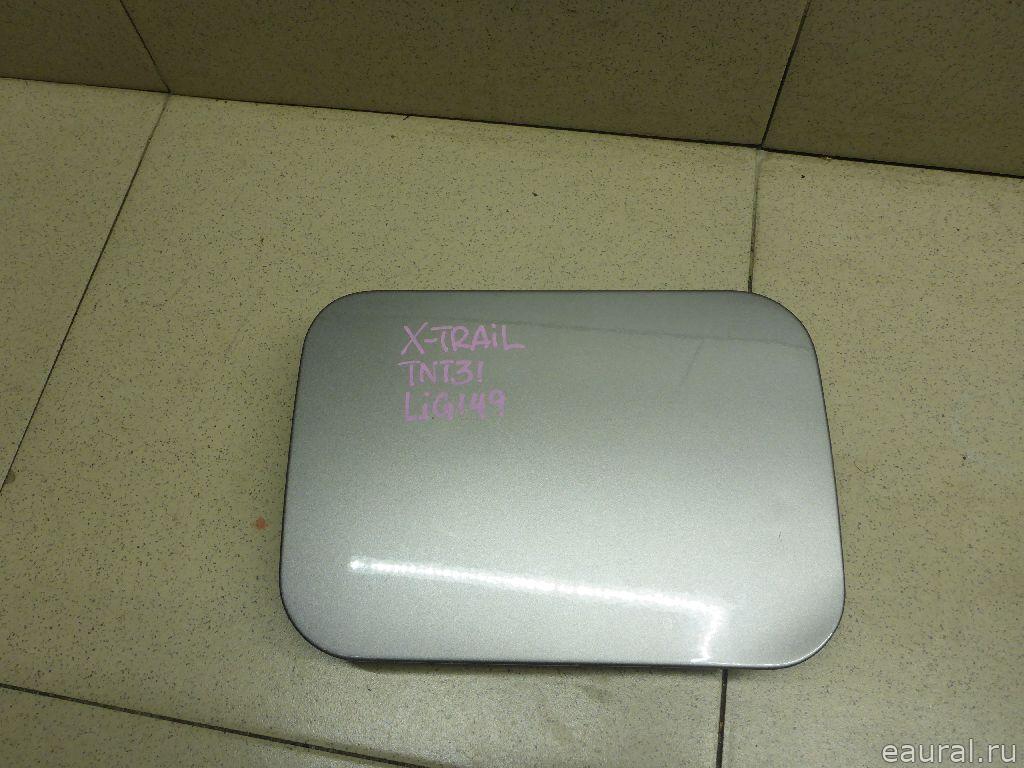 X-TRAiL
TNT31
LiG149
eaural.ru